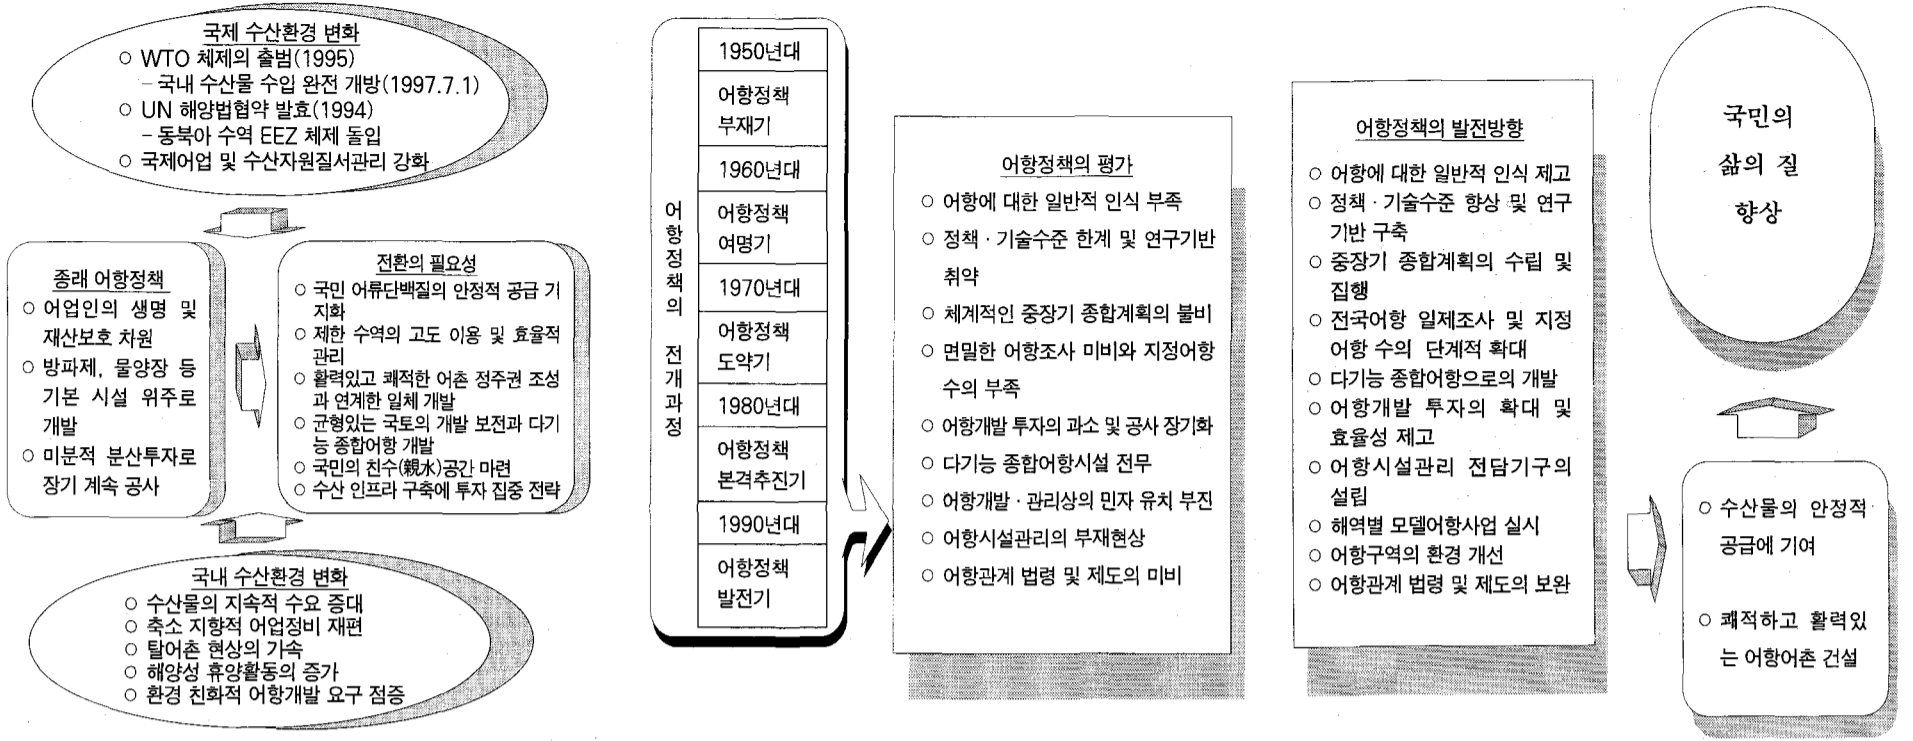 국제 수산환경 변화
○ WTO 체제의 출범(1995)
– 국내 수산물 수입 완전 개방(1997.7.1)
○ UN 해양법협약 발효(1994)
– 동북아 수역 EEZ 체제 돌입
○ 국제어업 및 수산자원질서관리 강화
종래 어항정책
○ 어업인의 생명 및
재산보호 차원
○ 방파제, 물양장 등
기본 시설 위주로
개발
○ 미분적 분산투자로
장기 계속 공사
전환의 필요성
○ 국민 어류단백질의 안정적 공급 기
지화
○ 제한 수역의 고도 이용 및 효율적
관리
○ 활력있고 쾌적한 어촌 정주권 조성
과 연계한 일체 개발
○ 균형있는 국토의 개발 보전과 다기
능 종합어항 개발
○ 국민의 친수(親水)공간 마련
○ 수산 인프라 구축에 투자 집중 전략
국내 수산환경 변화
○ 수산물의 지속적 수요 증대
○ 축소 지향적 어업정비 재편
○ 탈어촌 현상의 가속
○ 해양성 휴양활동의 증가
○ 환경 친화적 어항개발 요구 점증
어항정책의 전개과정
1950년대
어항정책
부재기
1960년대
어항정책
여명기
1970년대
어항정책
도약기
1980년대
어항정책
본격추진기
1990년대
어항정책
발전기
어항정책의 평가
○ 어항에 대한 일반적 인식 부족
○ 정책 · 기술수준 한계 및 연구기반
취약
○ 체계적인 중장기 종합계획의 불비
○ 면밀한 어항조사 미비와 지정어항
수의 부족
○ 어항개발 투자의 과소 및 공사 장기화
○ 다기능 종합어항시설 전무
○ 어항개발 · 관리상의 민자 유치 부진
○ 어항시설관리의 부재현상
○ 어항관계 법령 및 제도의 미비
어항정책의 발전방향
○ 어항에 대한 일반적 인식 제고
○ 정책 · 기술수준 향상 및 연구
기반 구축
○ 중장기 종합계획의 수립 및
집행
○ 전국어항 일제조사 및 지정
어항 수의 단계적 확대
○ 다기능 종합어항으로의 개발
○ 어항개발 투자의 확대 및
효율성 제고
○ 어항시설관리 전담기구의
설립
○ 해역별 모델어항사업 실시
○ 어항구역의 환경 개선
○ 어항관계 법령 및 제도의 보완
국민의
삶의 질
향상
○ 수산물의 안정적
공급에 기여
○ 쾌적하고 활력있
는 어항어촌 건설